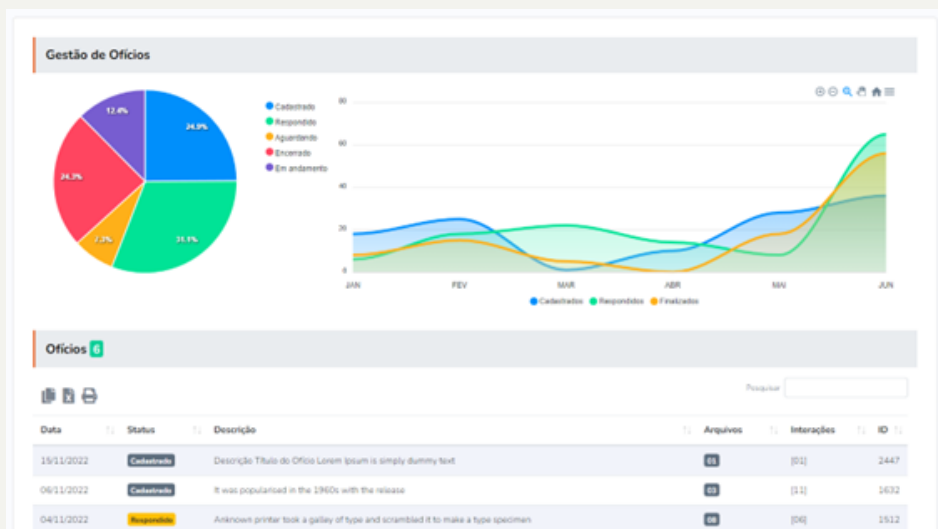 Gestão de Ofícios
12.4%
24.9%
24.3%
7.3%
31.1%
Cadastrado
Respondido
Aguardando
Encerrado
Em andamento
80
60
40
20
0
JAN FEV MAR ABR MAI JUN
Cadastrados Respondidos Finalizados
Ofícios 6
Pesquisar
Data Status Descrição Arquivos Interações ID
15/11/2022 Cadastrado Descrição Título do Ofício Lorem Ipsum is simply dummy text 01 [01] 2447
06/11/2022 Cadastrado It was popularised in the 1960s with the release 03 [11] 1632
04/11/2022 Respondido Anknown printer took a galley of type and scrambled it to make a type specimen 08 [06] 1512